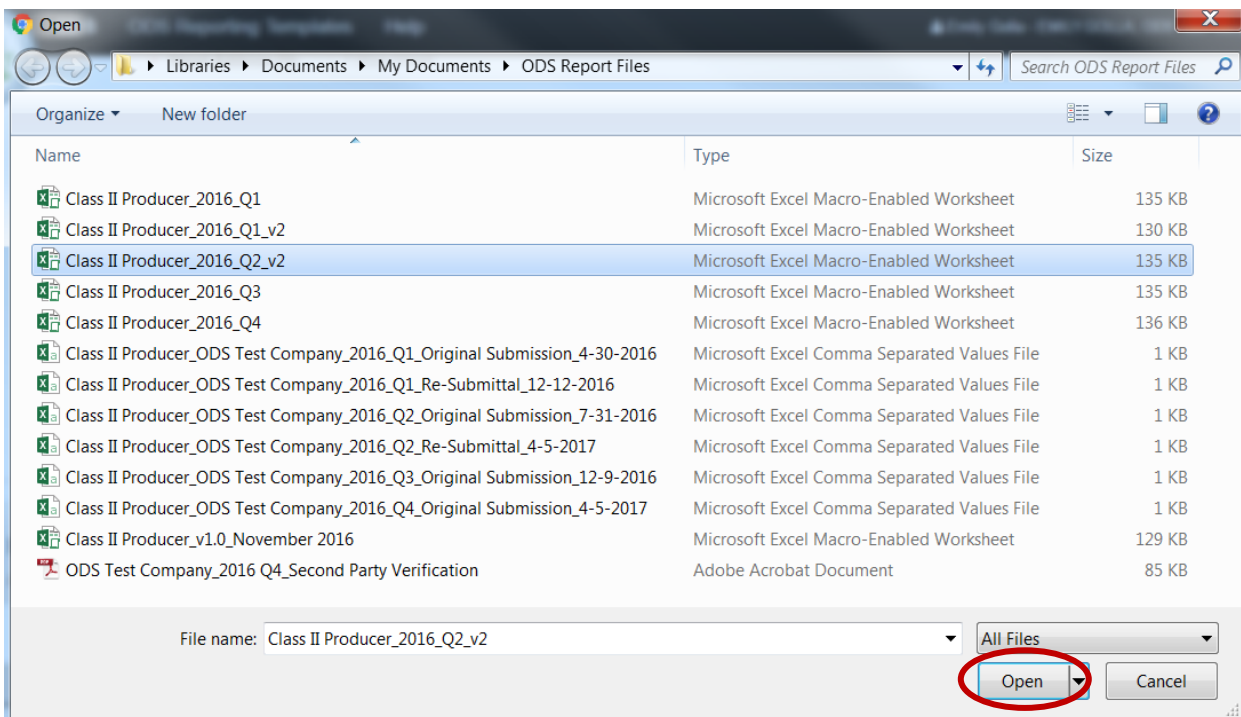 Open
ODS Reporting Templates Help
Libraries Documents My Documents ODS Report Files Search ODS Report Files
Organize New folder
Name Type Size
Class II Producer_2016_Q1 Microsoft Excel Macro-Enabled Worksheet 135 KB
Class II Producer_2016_Q1_v2 Microsoft Excel Macro-Enabled Worksheet 130 KB
Class II Producer_2016_Q2_v2 Microsoft Excel Macro-Enabled Worksheet 135 KB
Class II Producer_2016_Q3 Microsoft Excel Macro-Enabled Worksheet 135 KB
Class II Producer_2016_Q4 Microsoft Excel Macro-Enabled Worksheet 136 KB
Class II Producer_ODS Test Company_2016_Q1_Original Submission_4-30-2016 Microsoft Excel Comma Separated Values File 1 KB
Class II Producer_ODS Test Company_2016_Q1_Re-Submittal_12-12-2016 Microsoft Excel Comma Separated Values File 1 KB
Class II Producer_ODS Test Company_2016_Q2_Original Submission_7-31-2016 Microsoft Excel Comma Separated Values File 1 KB
Class II Producer_ODS Test Company_2016_Q2_Re-Submittal_4-5-2017 Microsoft Excel Comma Separated Values File 1 KB
Class II Producer_ODS Test Company_2016_Q3_Original Submission_12-9-2016 Microsoft Excel Comma Separated Values File 1 KB
Class II Producer_ODS Test Company_2016_Q4_Original Submission_4-5-2017 Microsoft Excel Comma Separated Values File 1 KB
Class II Producer_v1.0_November 2016 Microsoft Excel Macro-Enabled Worksheet 129 KB
ODS Test Company_2016 Q4_Second Party Verification Adobe Acrobat Document 85 KB
File name: Class II Producer_2016_Q2_v2 All Files
Open Cancel